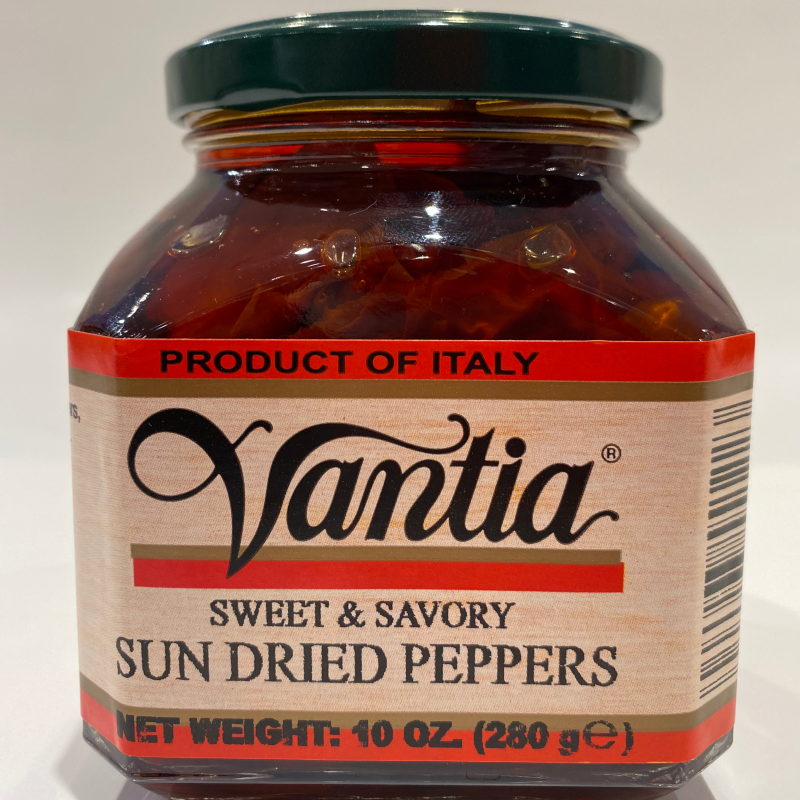 PRODUCT OF ITALY
Vantia®
SWEET & SAVORY
SUN DRIED PEPPERS
NET WEIGHT: 10 OZ. (280 g℮)